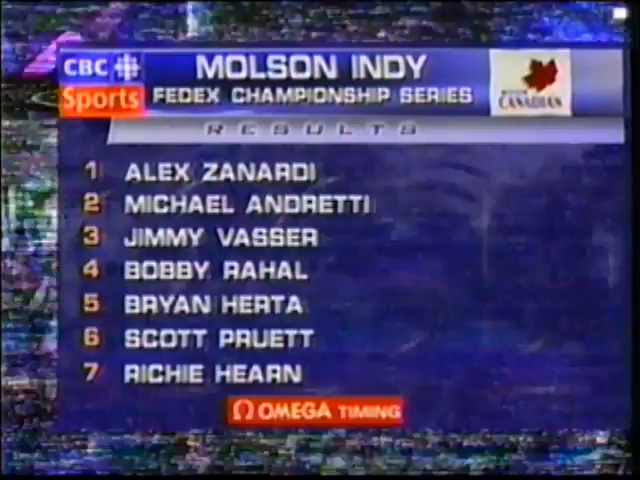 CBC
Sports
MOLSON INDY
FEDEX CHAMPIONSHIP SERIES
CANADIAN
RESULTS
1 ALEX ZANARDI
2 MICHAEL ANDRETTI
3 JIMMY VASSER
4 BOBBY RAHAL
5 BRYAN HERTA
6 SCOTT PRUETT
7 RICHIE HEARN
Ω OMEGA TIMING